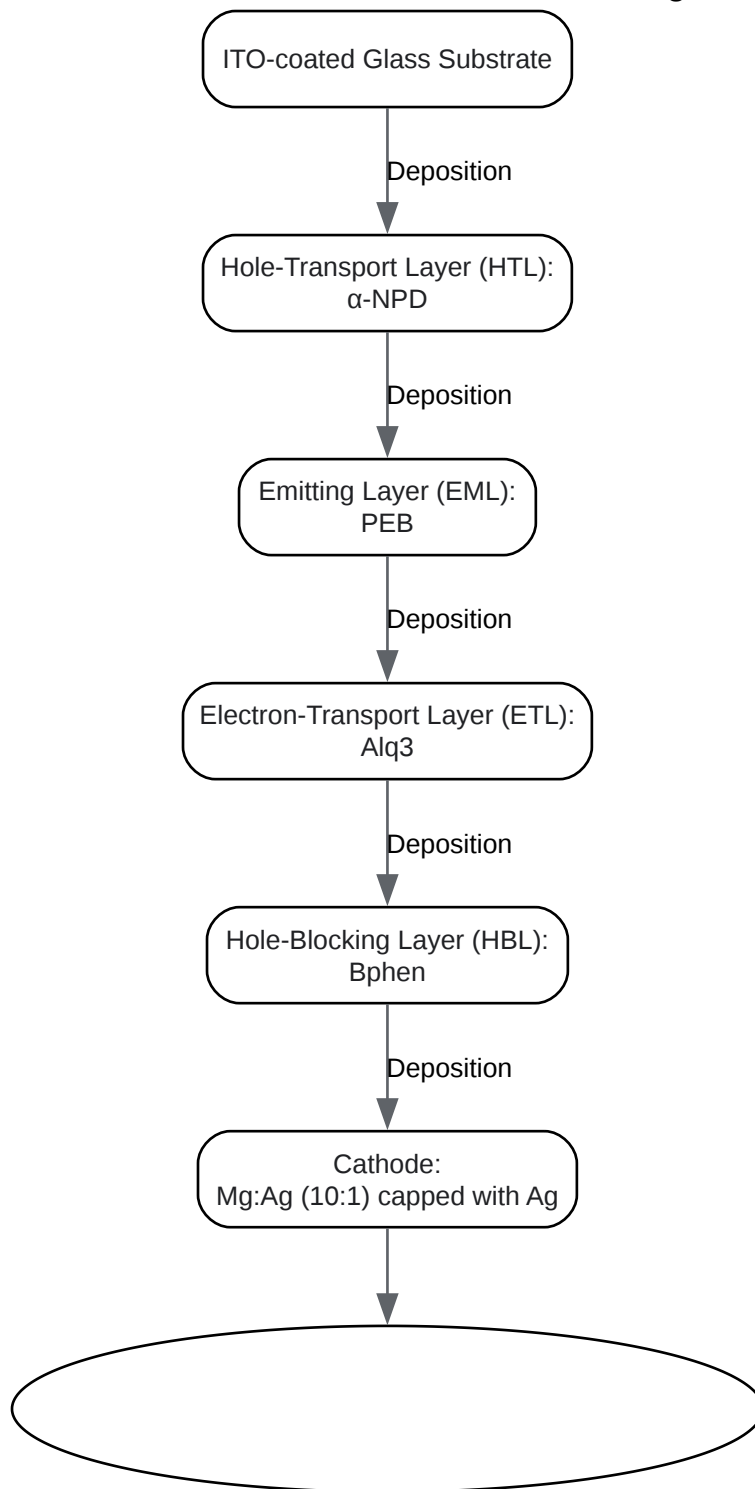 ITO-coated Glass Substrate
Deposition
Hole-Transport Layer (HTL):
α-NPD
Deposition
Emitting Layer (EML):
PEB
Deposition
Electron-Transport Layer (ETL):
Alq3
Deposition
Hole-Blocking Layer (HBL):
Bphen
Deposition
Cathode:
Mg:Ag (10:1) capped with Ag